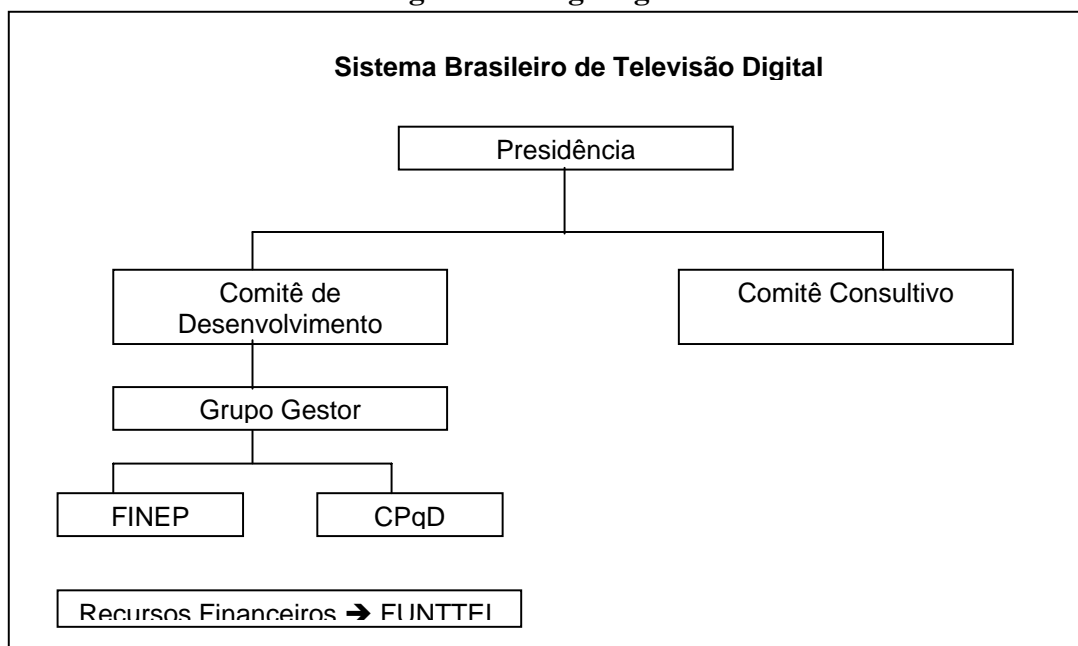 Sistema Brasileiro de Televisão Digital
Presidência
Comitê de
Desenvolvimento
Comitê Consultivo
Grupo Gestor
FINEP
CPqD
Recursos Financeiros ➔ FUNTTEL